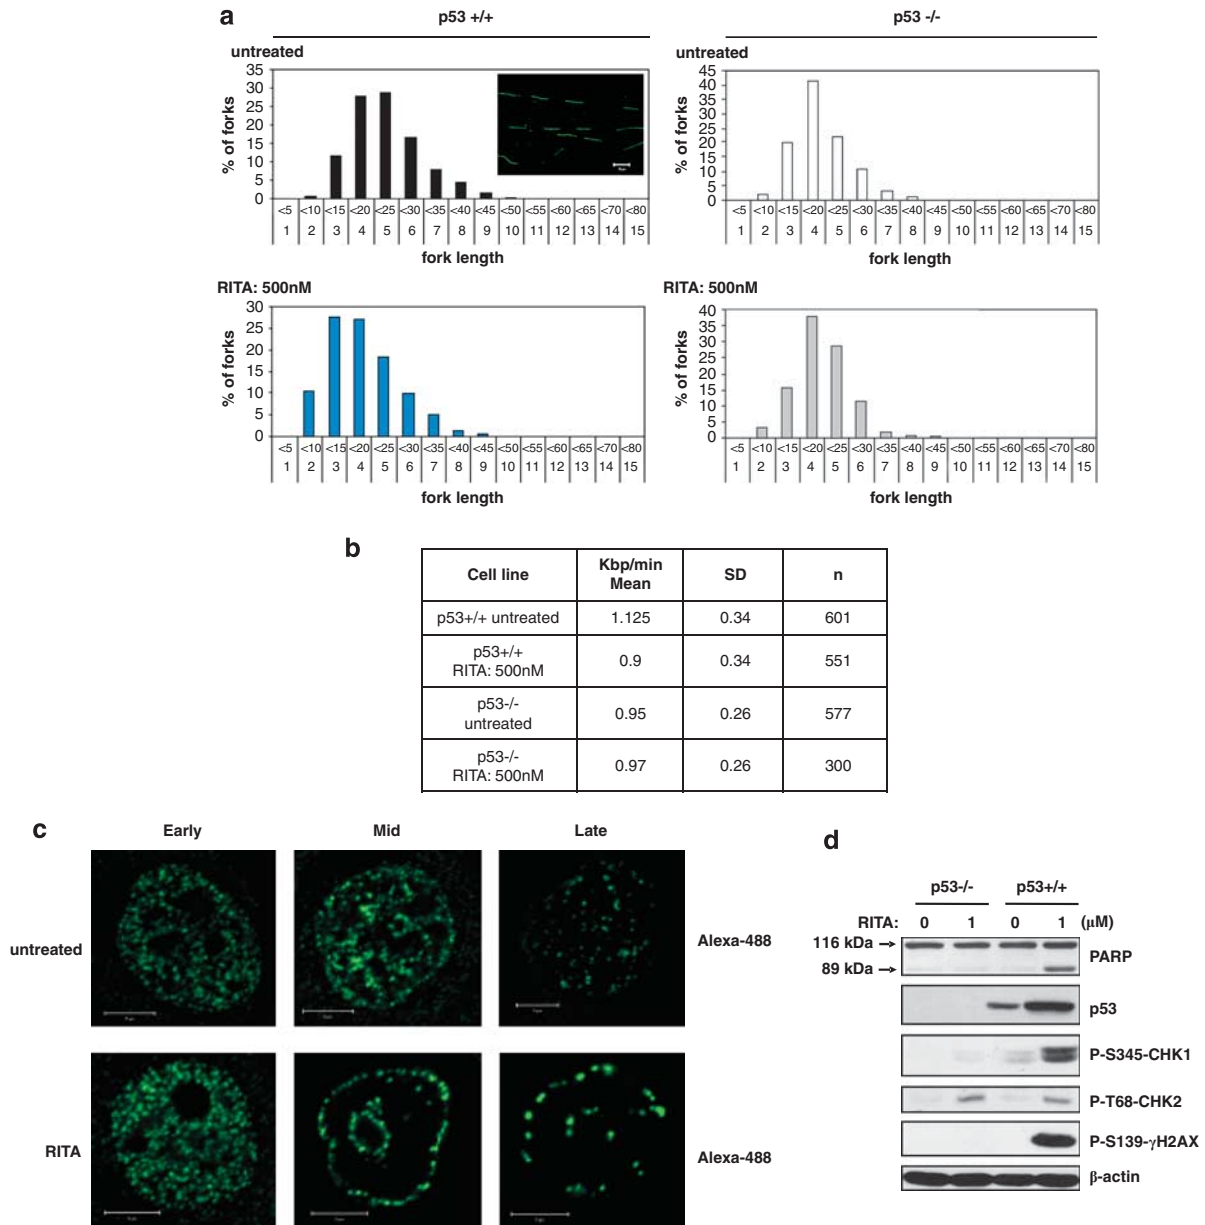 a
p53 +/+
p53 -/-
untreated
% of forks
35
30
25
20
15
10
5
0
<5 <10 <15 <20 <25 <30 <35 <40 <45 <50 <55 <60 <65 <70 <80
1 2 3 4 5 6 7 8 9 10 11 12 13 14 15
fork length
untreated
% of forks
45
40
35
30
25
20
15
10
5
0
<5 <10 <15 <20 <25 <30 <35 <40 <45 <50 <55 <60 <65 <70 <80
1 2 3 4 5 6 7 8 9 10 11 12 13 14 15
fork length
RITA: 500nM
% of forks
30
25
20
15
10
5
0
<5 <10 <15 <20 <25 <30 <35 <40 <45 <50 <55 <60 <65 <70 <80
1 2 3 4 5 6 7 8 9 10 11 12 13 14 15
fork length
RITA: 500nM
% of forks
40
35
30
25
20
15
10
5
0
<5 <10 <15 <20 <25 <30 <35 <40 <45 <50 <55 <60 <65 <70 <80
1 2 3 4 5 6 7 8 9 10 11 12 13 14 15
fork length
b
Cell line
Kbp/min
Mean
SD
n
p53+/+ untreated
1.125
0.34
601
p53+/+
RITA: 500nM
0.9
0.34
551
p53-/-
untreated
0.95
0.26
577
p53-/-
RITA: 500nM
0.97
0.26
300
c
Early
Mid
Late
untreated
Alexa-488
RITA
Alexa-488
d
p53-/-
p53+/+
RITA: 0 1 0 1 (μM)
116 kDa →
89 kDa →
PARP
p53
P-S345-CHK1
P-T68-CHK2
P-S139-γH2AX
β-actin